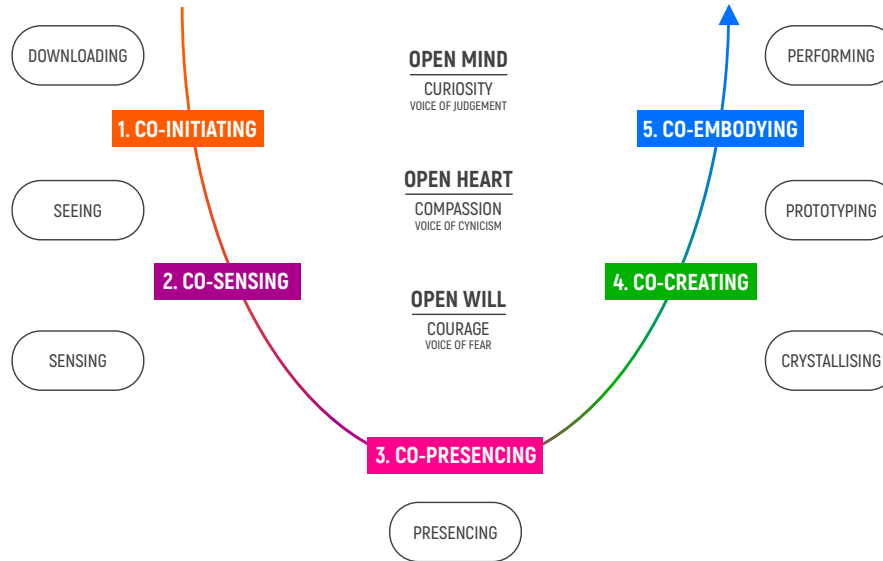 DOWNLOADING
OPEN MIND
CURIOSITY
VOICE OF JUDGEMENT
PERFORMING
1. CO-INITIATING
5. CO-EMBODYING
SEEING
OPEN HEART
COMPASSION
VOICE OF CYNICISM
PROTOTYPING
2. CO-SENSING
4. CO-CREATING
OPEN WILL
COURAGE
VOICE OF FEAR
SENSING
CRYSTALLISING
3. CO-PRESENCING
PRESENCING